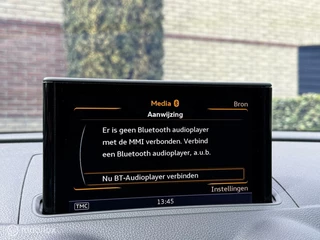 Media
Bron
Aanwijzing
Er is geen Bluetooth audioplayer
met de MMI verbonden. Verbind
een Bluetooth audioplayer, a.u.b.
Nu BT-Audioplayer verbinden
Instellingen
TMC
13:45
Marktplaats